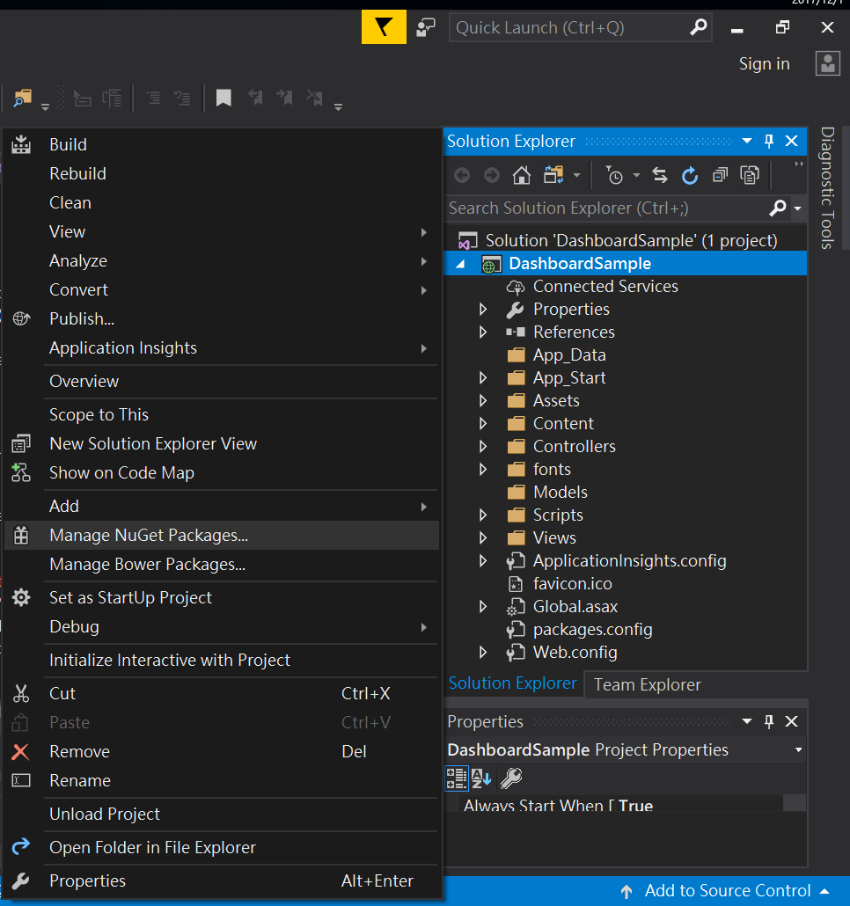 2017/12/1
Quick Launch (Ctrl+Q)
Sign in
Build
Rebuild
Clean
View
Analyze
Convert
Publish...
Application Insights
Overview
Scope to This
New Solution Explorer View
Show on Code Map
Add
Manage NuGet Packages...
Manage Bower Packages...
Set as StartUp Project
Debug
Initialize Interactive with Project
Cut Ctrl+X
Paste Ctrl+V
Remove Del
Rename
Unload Project
Open Folder in File Explorer
Properties Alt+Enter
Solution Explorer
Search Solution Explorer (Ctrl+;)
Solution 'DashboardSample' (1 project)
DashboardSample
Connected Services
Properties
References
App_Data
App_Start
Assets
Content
Controllers
fonts
Models
Scripts
Views
ApplicationInsights.config
favicon.ico
Global.asax
packages.config
Web.config
Solution Explorer Team Explorer
Properties
DashboardSample Project Properties
Always Start When [ True
Diagnostic Tools
Add to Source Control